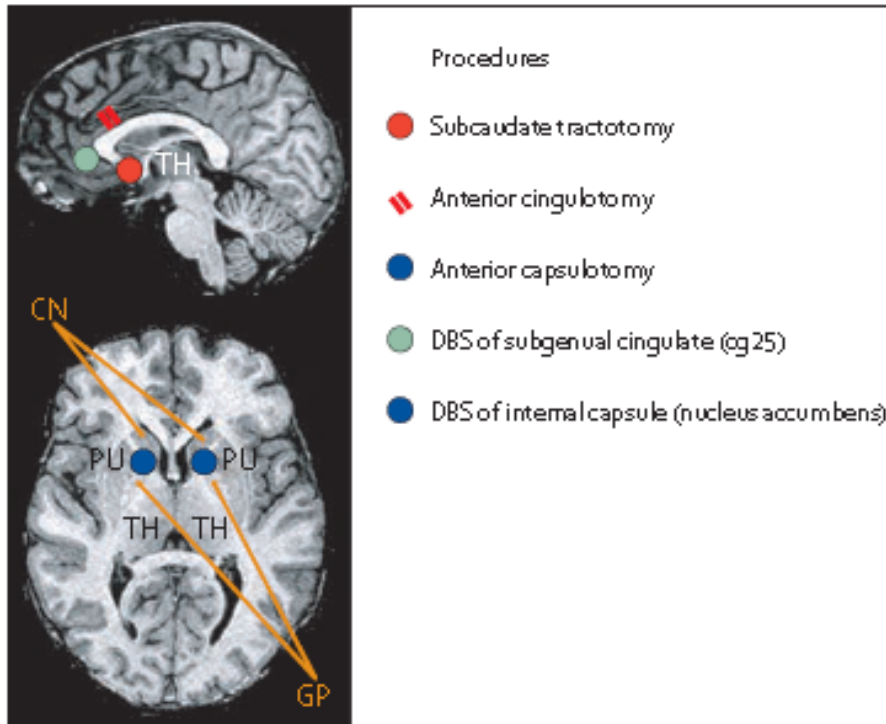 TH
CN
PU PU
TH TH
GP
Procedures
Subcaudate tractotomy
Anterior cingulotomy
Anterior capsulotomy
DBS of subgenual cingulate (cg25)
DBS of internal capsule (nucleus accumbens)